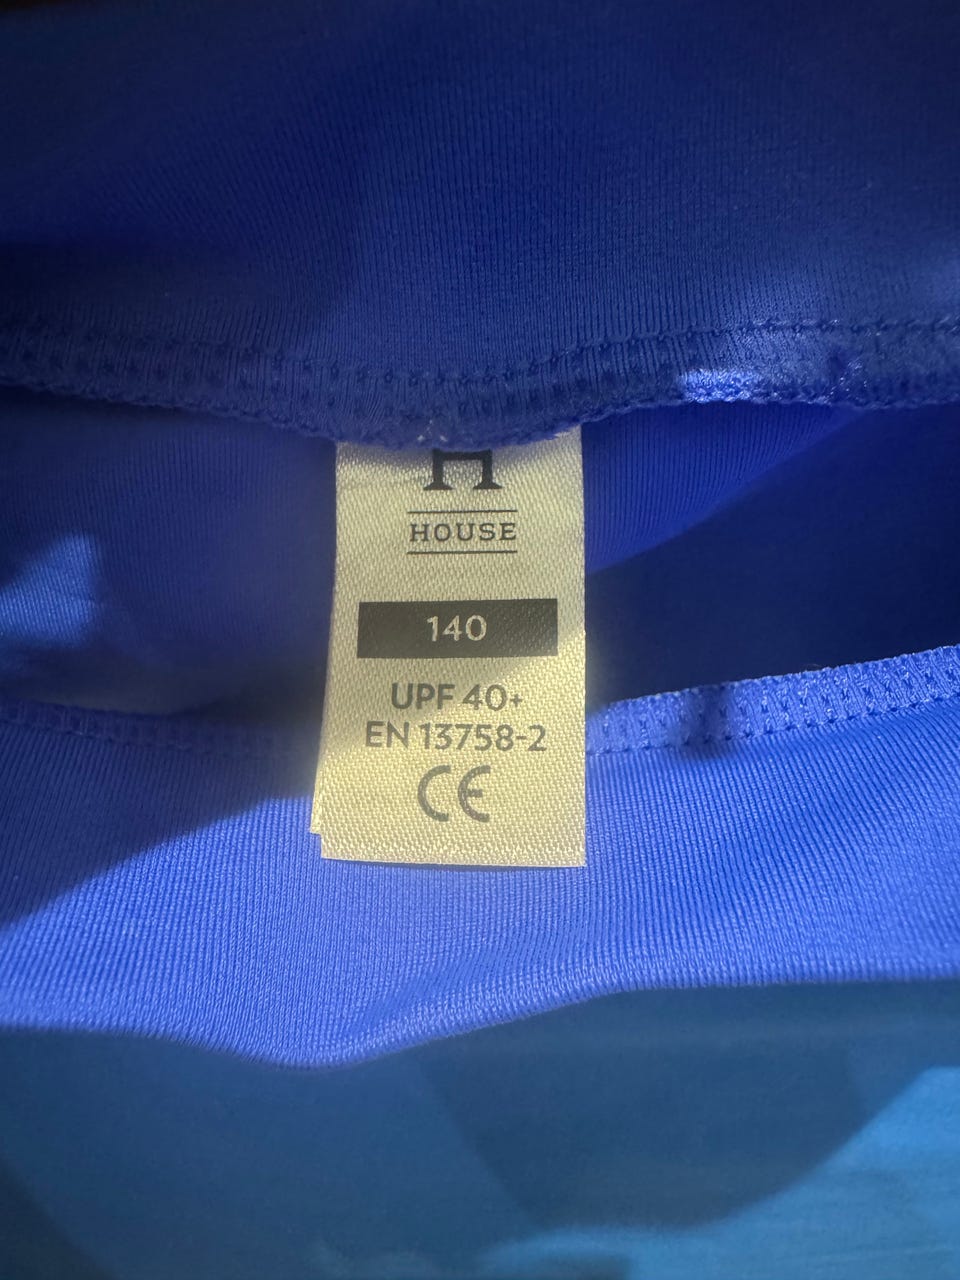 H
HOUSE
140
UPF 40+
EN 13758-2
CE